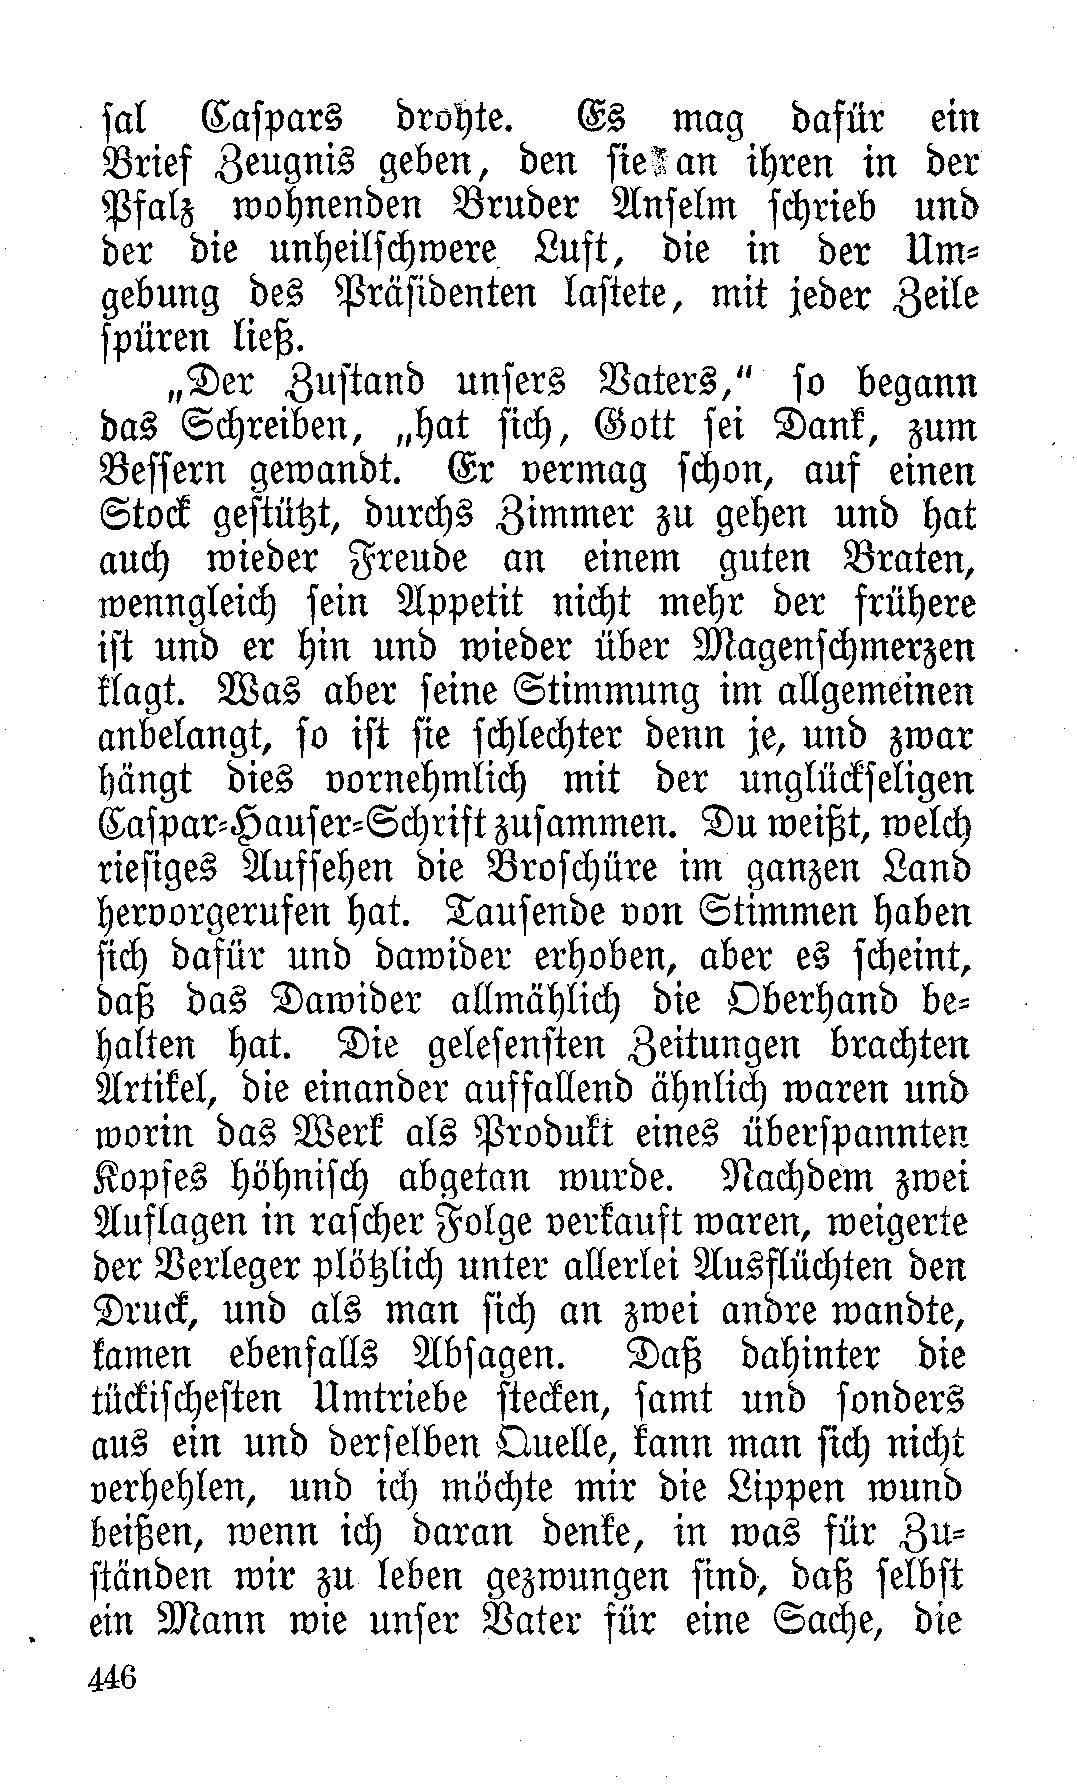 sal Caspars drohte. Es mag dafür ein
Brief Zeugnis geben, den sie an ihren in der
Pfalz wohnenden Bruder Anselm schrieb und
der die unheilschwere Luft, die in der Um-
gebung des Präsidenten lastete, mit jeder Zeile
spüren ließ.
„Der Zustand unsers Vaters,“ so begann
das Schreiben, „hat sich, Gott sei Dank, zum
Bessern gewandt. Er vermag schon, auf einen
Stock gestützt, durchs Zimmer zu gehen und hat
auch wieder Freude an einem guten Braten,
wenngleich sein Appetit nicht mehr der frühere
ist und er hin und wieder über Magenschmerzen
klagt. Was aber seine Stimmung im allgemeinen
anbelangt, so ist sie schlechter denn je, und zwar
hängt dies vornehmlich mit der unglückseligen
Caspar-Hauser-Schrift zusammen. Du weißt, welch
riesiges Aufsehen die Broschüre im ganzen Land
hervorgerufen hat. Tausende von Stimmen haben
sich dafür und dawider erhoben, aber es scheint,
daß das Dawider allmählich die Oberhand be-
halten hat. Die gelesensten Zeitungen brachten
Artikel, die einander auffallend ähnlich waren und
worin das Werk als Produkt eines überspannten
Kopfes höhnisch abgetan wurde. Nachdem zwei
Auflagen in rascher Folge verkauft waren, weigerte
der Verleger plötzlich unter allerlei Ausflüchten den
Druck, und als man sich an zwei andre wandte,
kamen ebenfalls Absagen. Daß dahinter die
tückischesten Umtriebe stecken, samt und sonders
aus ein und derselben Quelle, kann man sich nicht
verhehlen, und ich möchte mir die Lippen wund
beißen, wenn ich daran denke, in was für Zu-
ständen wir zu leben gezwungen sind, daß selbst
ein Mann wie unser Vater für eine Sache, die
446